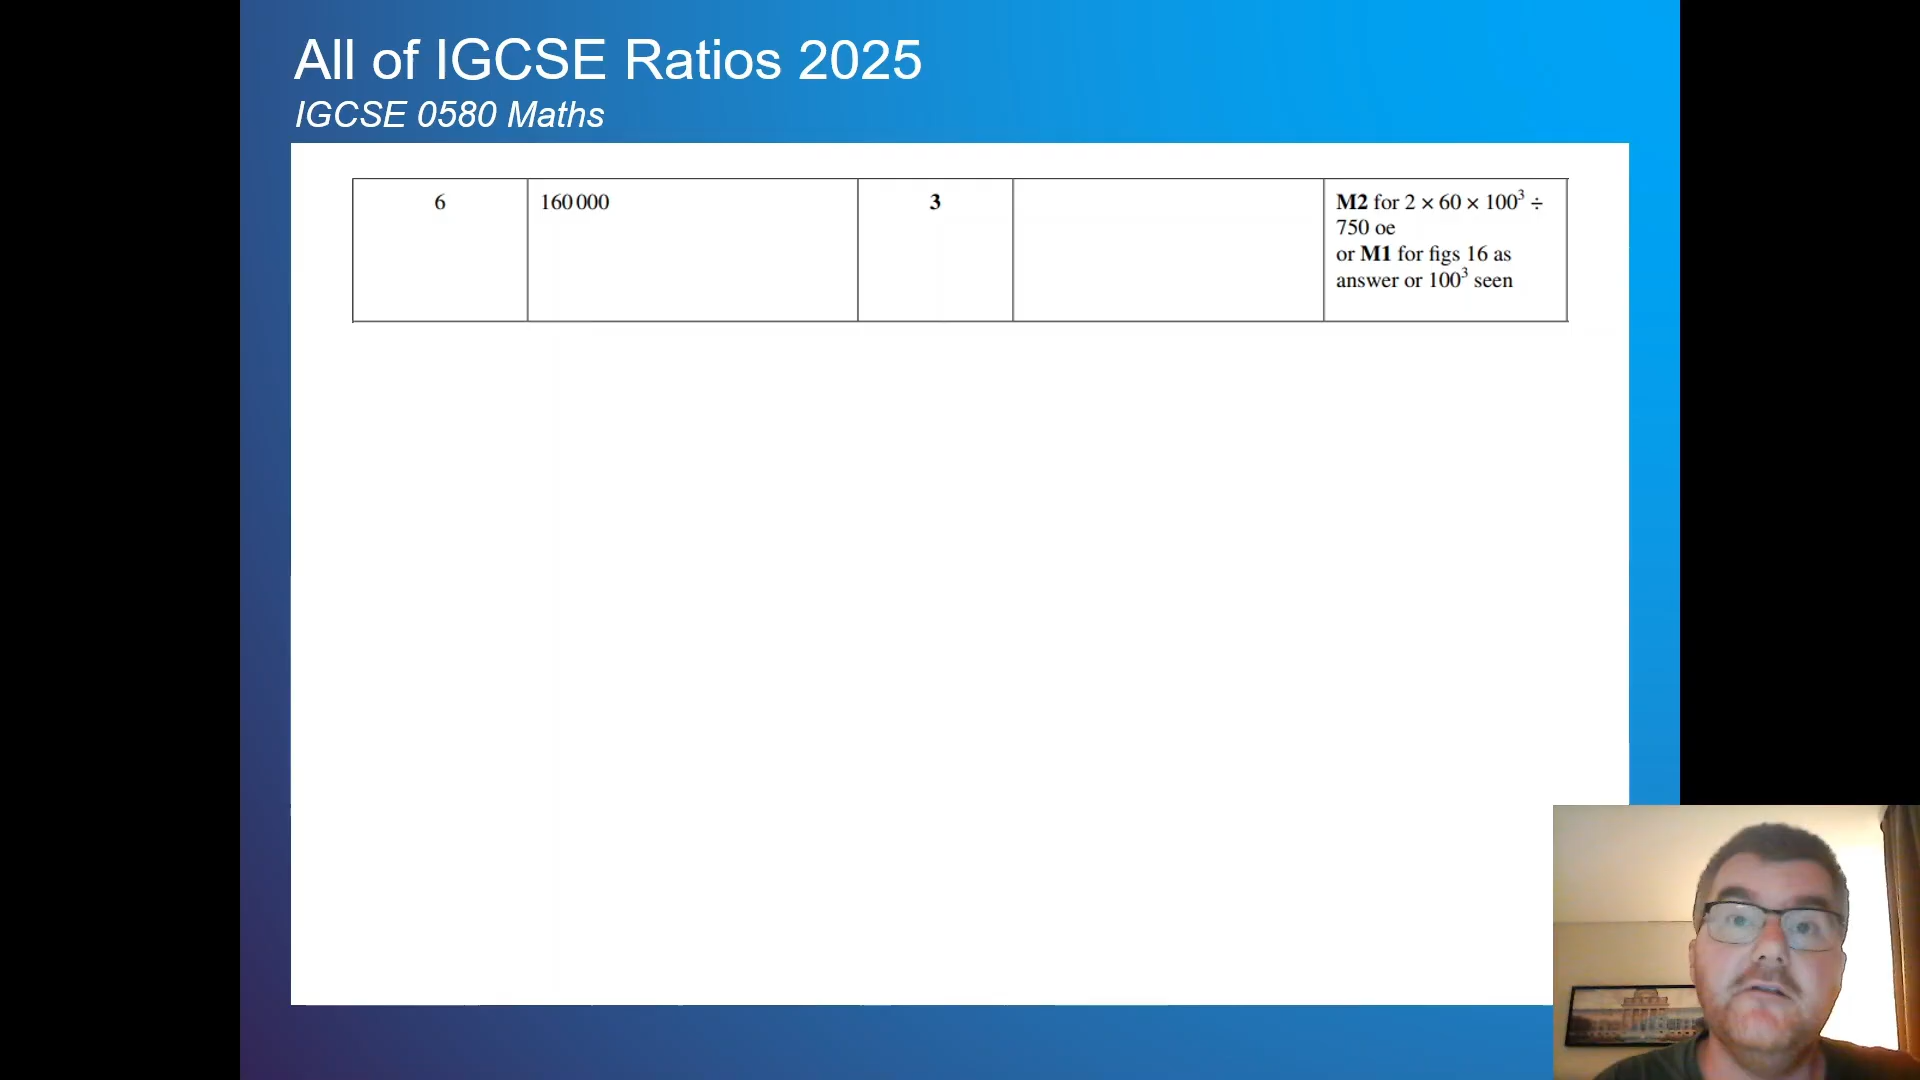 All of IGCSE Ratios 2025
IGCSE 0580 Maths
6 160 000 3 M2 for 2 × 60 × 100³ ÷
750 oe
or M1 for figs 16 as
answer or 100³ seen